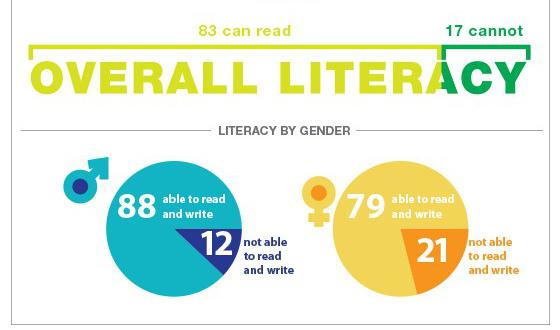 83 can read
17 cannot
OVERALL LITERACY
LITERACY BY GENDER
88 able to read
and write
12 not able
to read
and write
79 able to read
and write
21 not able
to read
and write